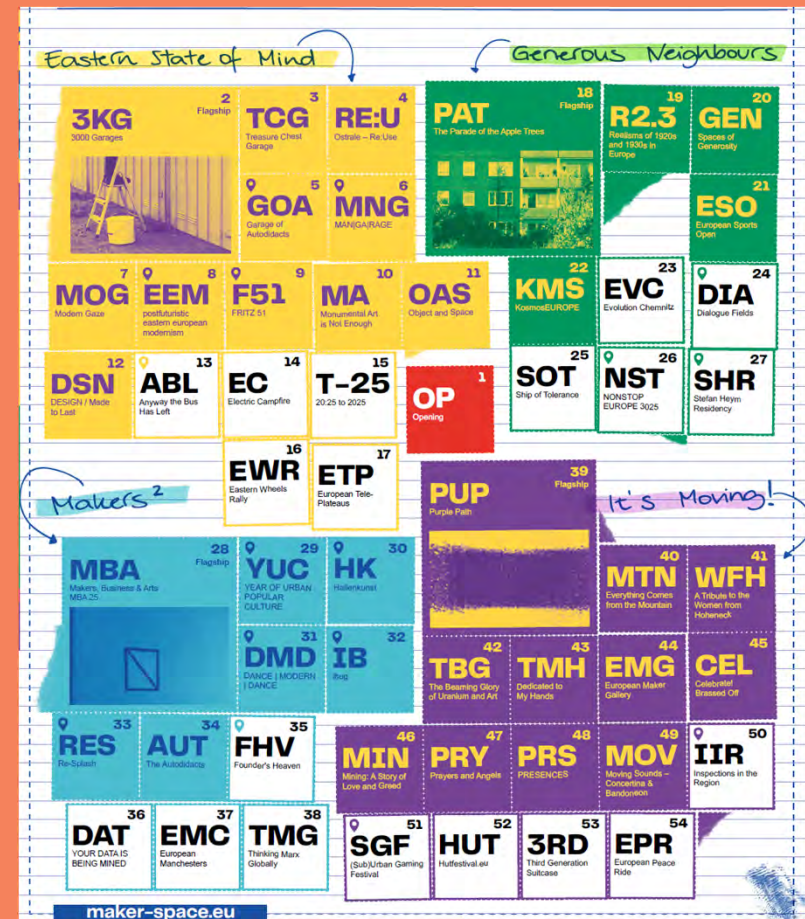 Eastern State of Mind
2
Flagship
3KG
3000 Garages
3
TCG
Treasure Chest
Garage
4
RE:U
Ostrale – Re:Use
5
GOA
Garage of
Autodidacts
6
MNG
MAN|GA|RAGE
7
MOG
Modern Gaze
8
EEM
postfuturistic
eastern european
modernism
9
F51
FRITZ 51
10
MA
Monumental Art
is Not Enough
11
OAS
Object and Space
12
DSN
DESIGN / Made
to Last
13
ABL
Anyway the Bus
Has Left
14
EC
Electric Campfire
15
T-25
20:25 to 2025
16
EWR
Eastern Wheels
Rally
17
ETP
European Tele-
Plateaus
1
OP
Opening
Generous Neighbours
18
Flagship
PAT
The Parade of the Apple Trees
19
R2.3
Realisms of 1920s
and 1930s in
Europe
20
GEN
Spaces of
Generosity
21
ESO
European Sports
Open
22
KMS
KosmosEUROPE
23
EVC
Evolution Chemnitz
24
DIA
Dialogue Fields
25
SOT
Ship of Tolerance
26
NST
NONSTOP
EUROPE 3025
27
SHR
Stefan Heym
Residency
Makers²
28
Flagship
MBA
Makers, Business & Arts
MBA 25
29
YUC
YEAR OF URBAN
POPULAR
CULTURE
30
HK
Hallenkunst
31
DMD
DANCE | MODERN
| DANCE
32
IB
Ibug
33
RES
Re-Splash
34
AUT
The Autodidacts
35
FHV
Founder's Heaven
36
DAT
YOUR DATA IS
BEING MINED
37
EMC
European
Manchesters
38
TMG
Thinking Marx
Globally
It's Moving!
39
Flagship
PUP
Purple Path
40
MTN
Everything Comes
from the Mountain
41
WFH
A Tribute to the
Women from
Hoheneck
42
TBG
The Beaming Glory
of Uranium and Art
43
TMH
Dedicated to
My Hands
44
EMG
European Maker
Gallery
45
CEL
Celebrate!
Brassed Off
46
MIN
Mining: A Story of
Love and Greed
47
PRY
Prayers and Angels
48
PRS
PRESENCES
49
MOV
Moving Sounds –
Concertina &
Bandoneon
50
IIR
Inspections in the
Region
51
SGF
(Sub)Urban Gaming
Festival
52
HUT
Hutfestival.eu
53
3RD
Third Generation
Suitcase
54
EPR
European Peace
Ride
maker-space.eu